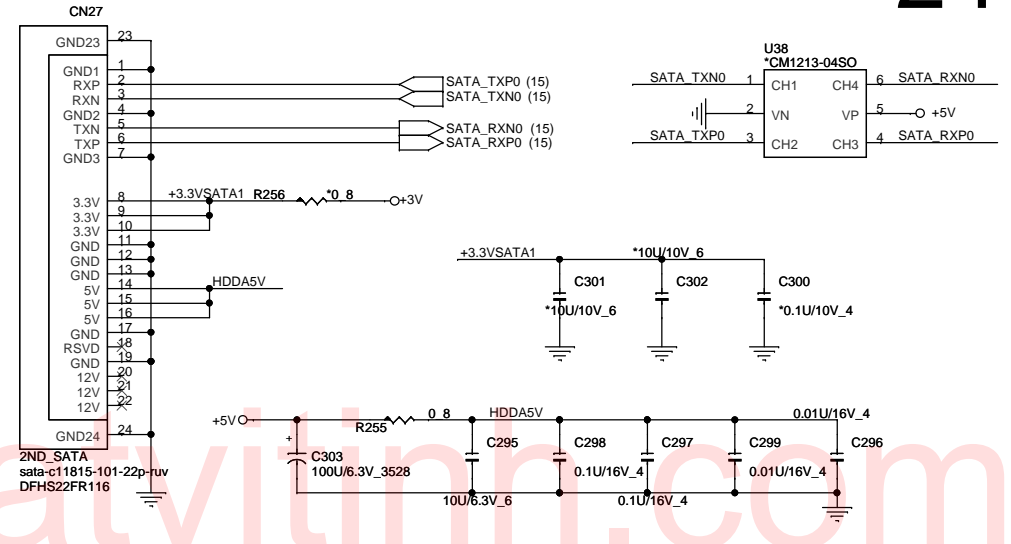 CN27
GND23 23
GND1 1
RXP 2 SATA_TXP0 (15)
RXN 3 SATA_TXN0 (15)
GND2 4
TXN 5 SATA_RXN0 (15)
TXP 6 SATA_RXP0 (15)
GND3 7
3.3V 8 +3.3VSATA1 R256 *0_8 +3V
3.3V 9
3.3V 10
GND 11
GND 12
GND 13
5V 14 HDDA5V
5V 15
5V 16
GND 17
RSVD 18
GND 19
12V 20
12V 21
12V 22
GND24 24
2ND_SATA
sata-c11815-101-22p-ruv
DFHS22FR116
U38
*CM1213-04SO
SATA_TXN0 1 CH1 CH4 6 SATA_RXN0
2 VN VP 5 +5V
SATA_TXP0 3 CH2 CH3 4 SATA_RXP0
+3.3VSATA1 *10U/10V_6
C301 C302 C300
*10U/10V_6 *0.1U/10V_4
+5V R255 0_8 HDDA5V 0.01U/16V_4
+
C303 C295 C298 C297 C299 C296
100U/6.3V_3528 0.1U/16V_4 0.01U/16V_4
10U/6.3V_6 0.1U/16V_4
atvitinh.com